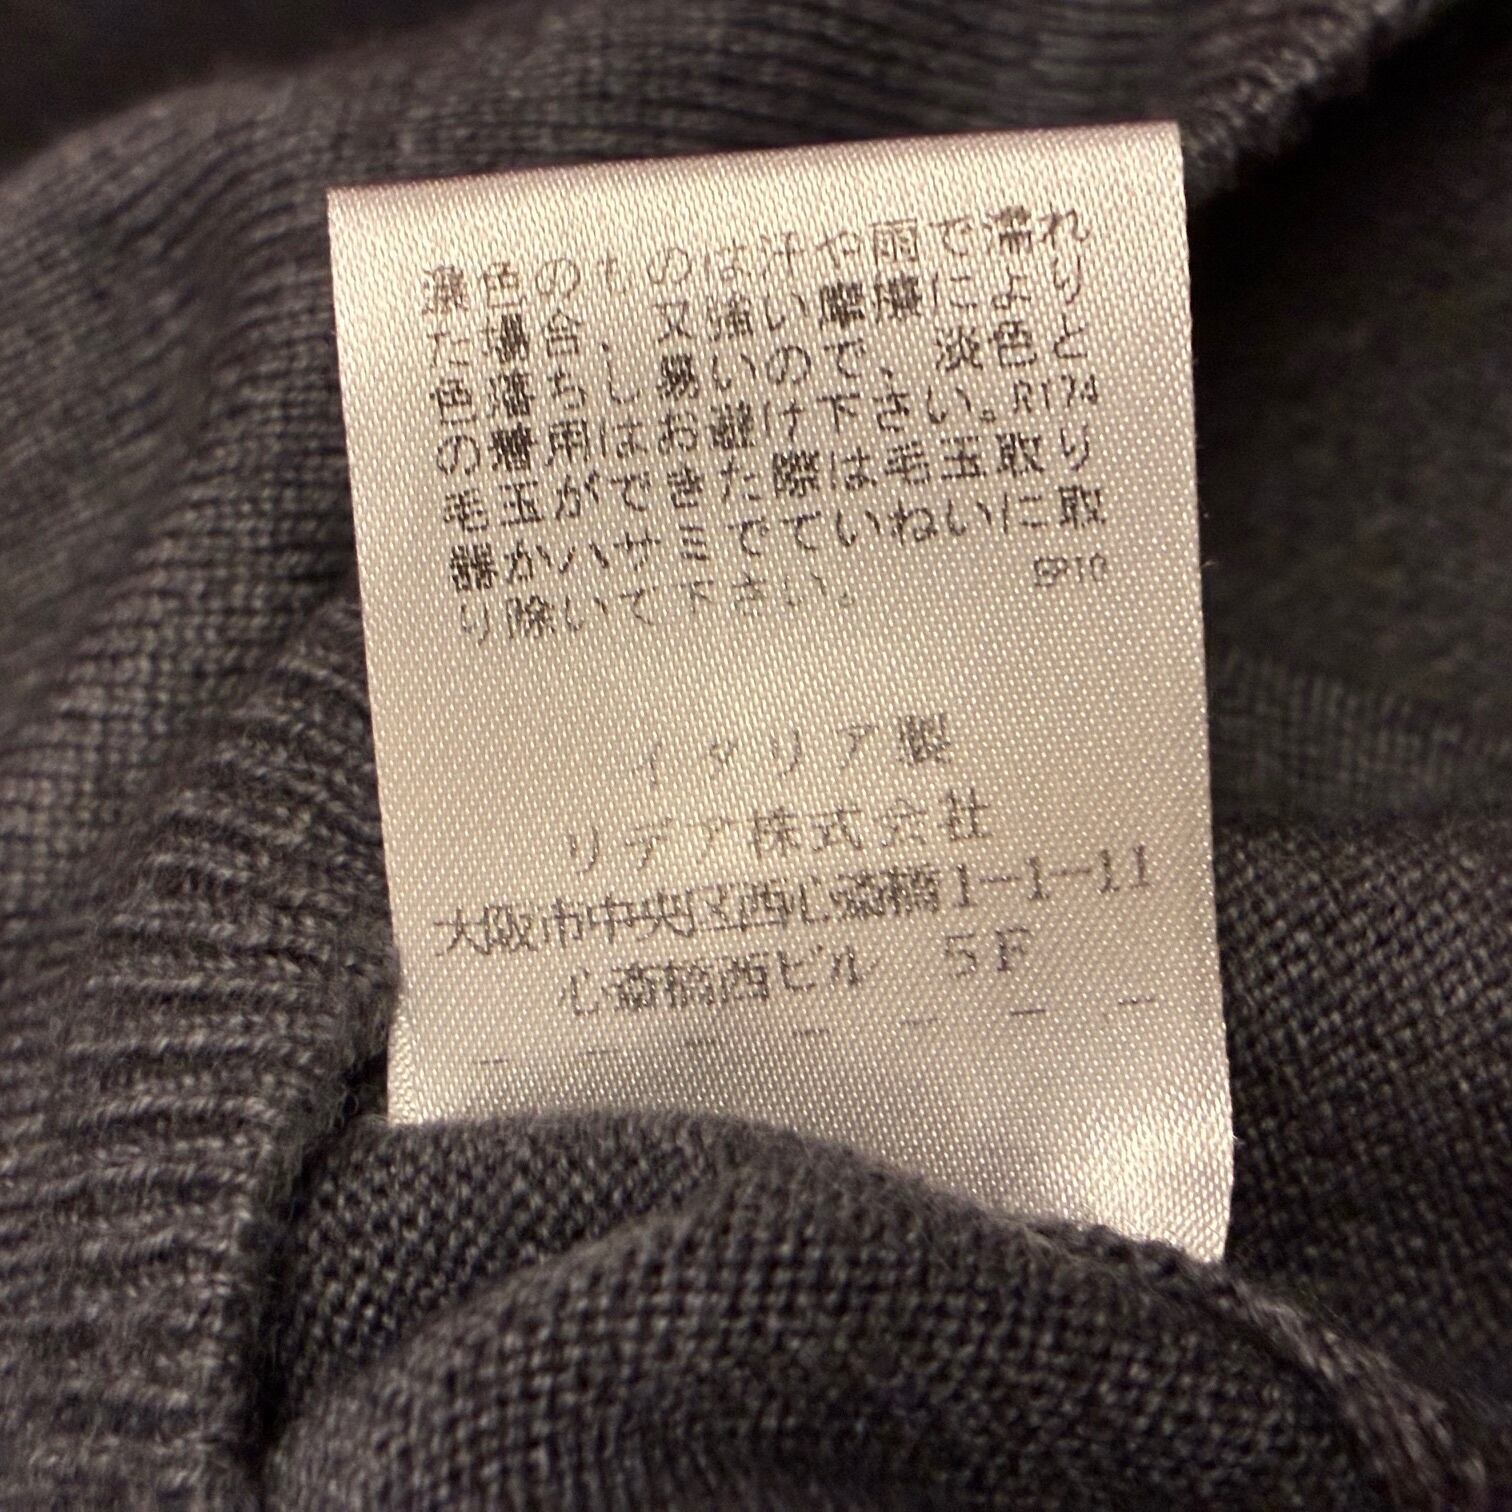 濃色のものは汗や雨で濡れ
た場合、又強い摩擦により
色落ちし易いので、淡色と
の着用はお避け下さい。R174
毛玉ができた際は毛玉取り
器かハサミでていねいに取
り除いて下さい。 SP10
イタリア製
リデア株式会社
大阪市中央区西心斎橋1-1-11
心斎橋西ビル 5F